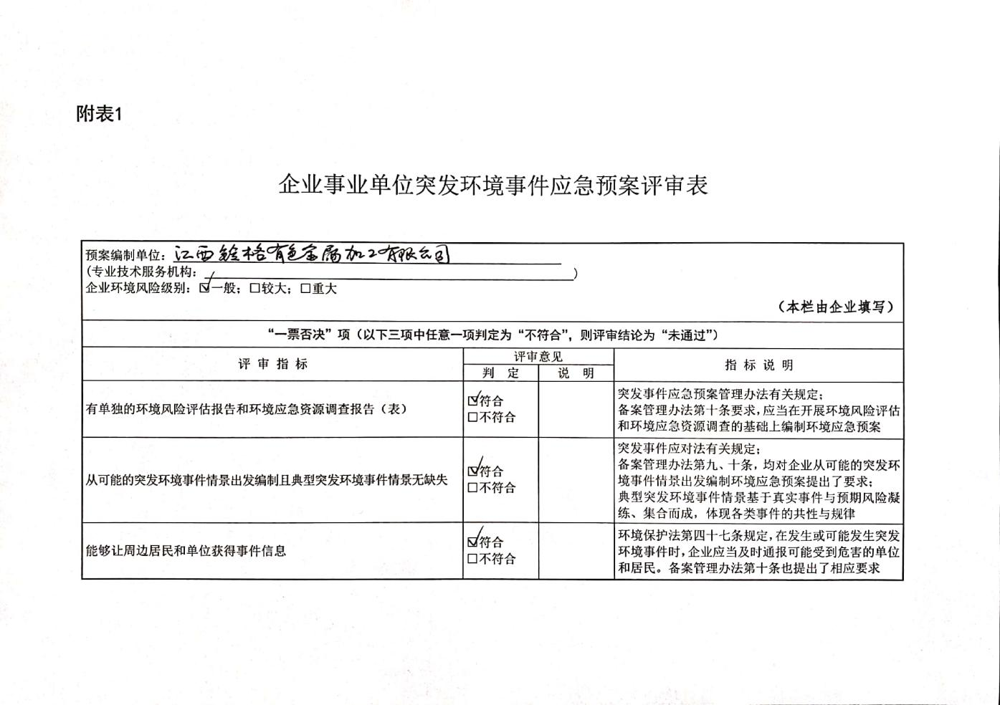 附表1
企业事业单位突发环境事件应急预案评审表
预案编制单位：江西铨格有色金属加工有限公司
（专业技术服务机构： ）
企业环境风险级别：☑一般；□较大；□重大
（本栏由企业填写）
“一票否决”项（以下三项中任意一项判定为“不符合”，则评审结论为“未通过”）
评审指标
评审意见
判定
说明
指标说明
有单独的环境风险评估报告和环境应急资源调查报告（表）
☑符合
□不符合
突发事件应急预案管理办法有关规定；
备案管理办法第十条要求，应当在开展环境风险评估
和环境应急资源调查的基础上编制环境应急预案
从可能的突发环境事件情景出发编制且典型突发环境事件情景无缺失
☑符合
□不符合
突发事件应对法有关规定；
备案管理办法第九、十条，均对企业从可能的突发环
境事件情景出发编制环境应急预案提出了要求；
典型突发环境事件情景基于真实事件与预期风险凝
练、集合而成，体现各类事件的共性与规律
能够让周边居民和单位获得事件信息
☑符合
□不符合
环境保护法第四十七条规定，在发生或可能发生突发
环境事件时，企业应当及时通报可能受到危害的单位
和居民。备案管理办法第十条也提出了相应要求